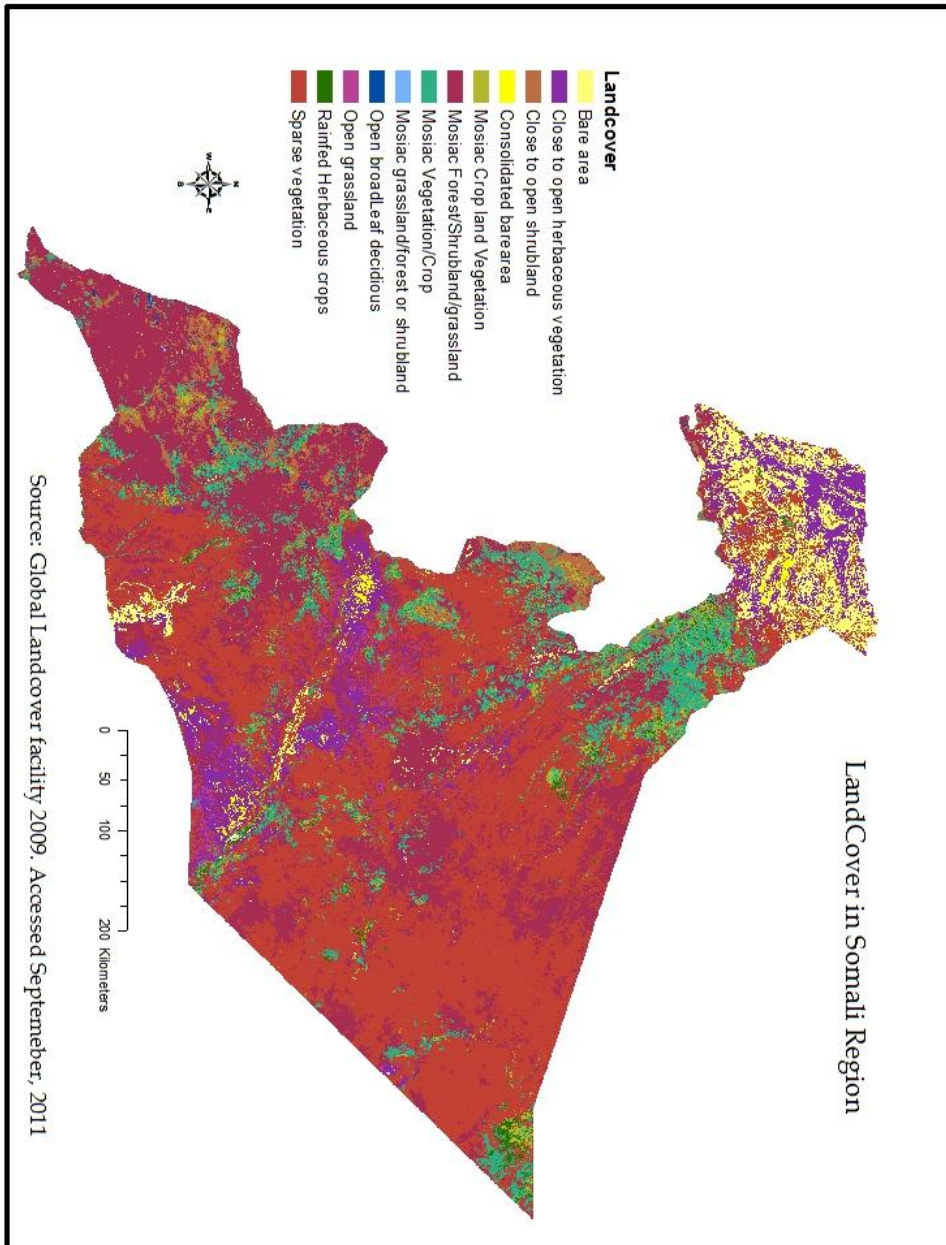 LandCover in Somali Region
Landcover
Bare area
Close to open herbaceous vegetation
Close to open shrubland
Consolidated barearea
Mosiac Crop land Vegetation
Mosiac Forest/Shrubland/grassland
Mosiac Vegetation/Crop
Mosiac grassland/forest or shrubland
Open broadLeaf decidious
Open grassland
Rainfed Herbaceous crops
Sparse vegetation
N
W E
S
0 50 100 200 Kilometers
Source: Global Landcover facility 2009. Accessed Septemeber, 2011